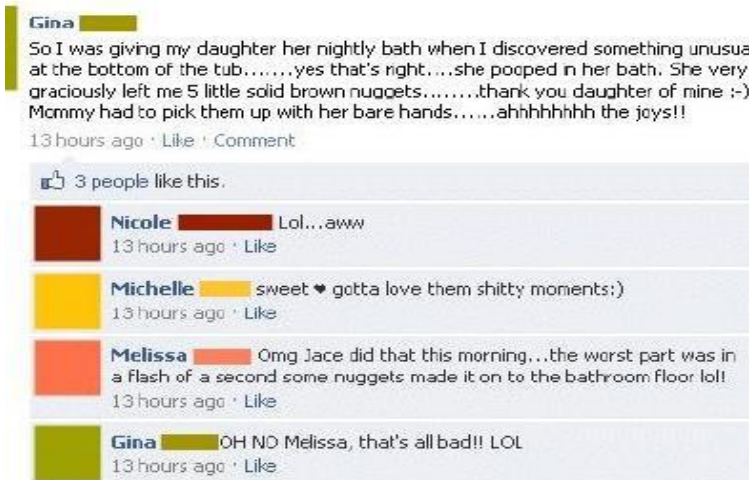 Gina
So I was giving my daughter her nightly bath when I discovered something unusua
at the bottom of the tub.......yes that's right....she pooped in her bath. She very
graciously left me 5 little solid brown nuggets........thank you daughter of mine :-)
Mommy had to pick them up with her bare hands......ahhhhhhhh the joys!!
13 hours ago · Like · Comment
3 people like this.
Nicole Lol...aww
13 hours ago · Like
Michelle sweet ♥ gotta love them shitty moments:)
13 hours ago · Like
Melissa Omg Jace did that this morning...the worst part was in
a flash of a second some nuggets made it on to the bathroom floor lol!
13 hours ago · Like
Gina OH NO Melissa, that's all bad!! LOL
13 hours ago · Like